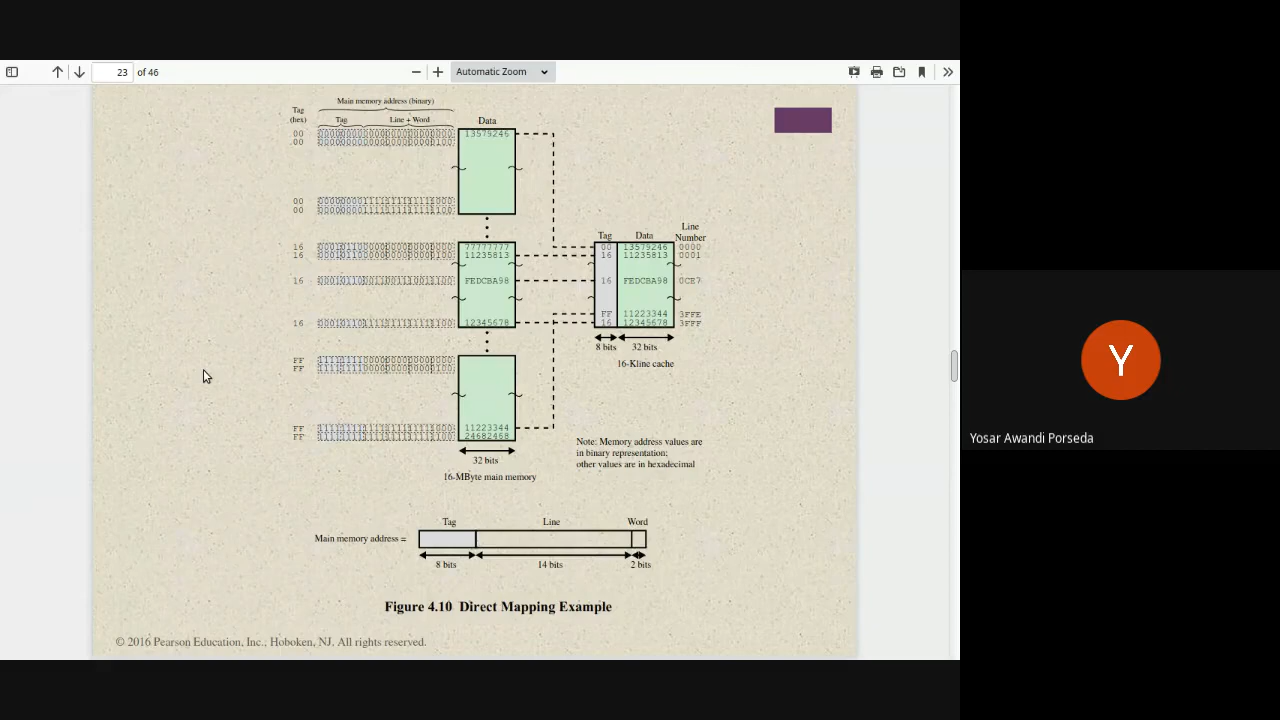 23 of 46
Automatic Zoom
Main memory address (binary)
Tag
(hex)
Tag
Line + Word
Data
00
13579246
00
00
00
16
77777777
16
11235813
16
FEDCBA98
16
12345678
FF
FF
FF
11223344
FF
24682468
32 bits
16-MByte main memory
Tag
Data
Line
Number
00
13579246
0000
16
11235813
0001
16
FEDCBA98
0CE7
FF
11223344
3FFE
16
12345678
3FFF
8 bits
32 bits
16-Kline cache
Note: Memory address values are
in binary representation;
other values are in hexadecimal
Tag
Line
Word
Main memory address =
8 bits
14 bits
2 bits
Figure 4.10 Direct Mapping Example
© 2016 Pearson Education, Inc., Hoboken, NJ. All rights reserved.
Y
Yosar Awandi Porseda